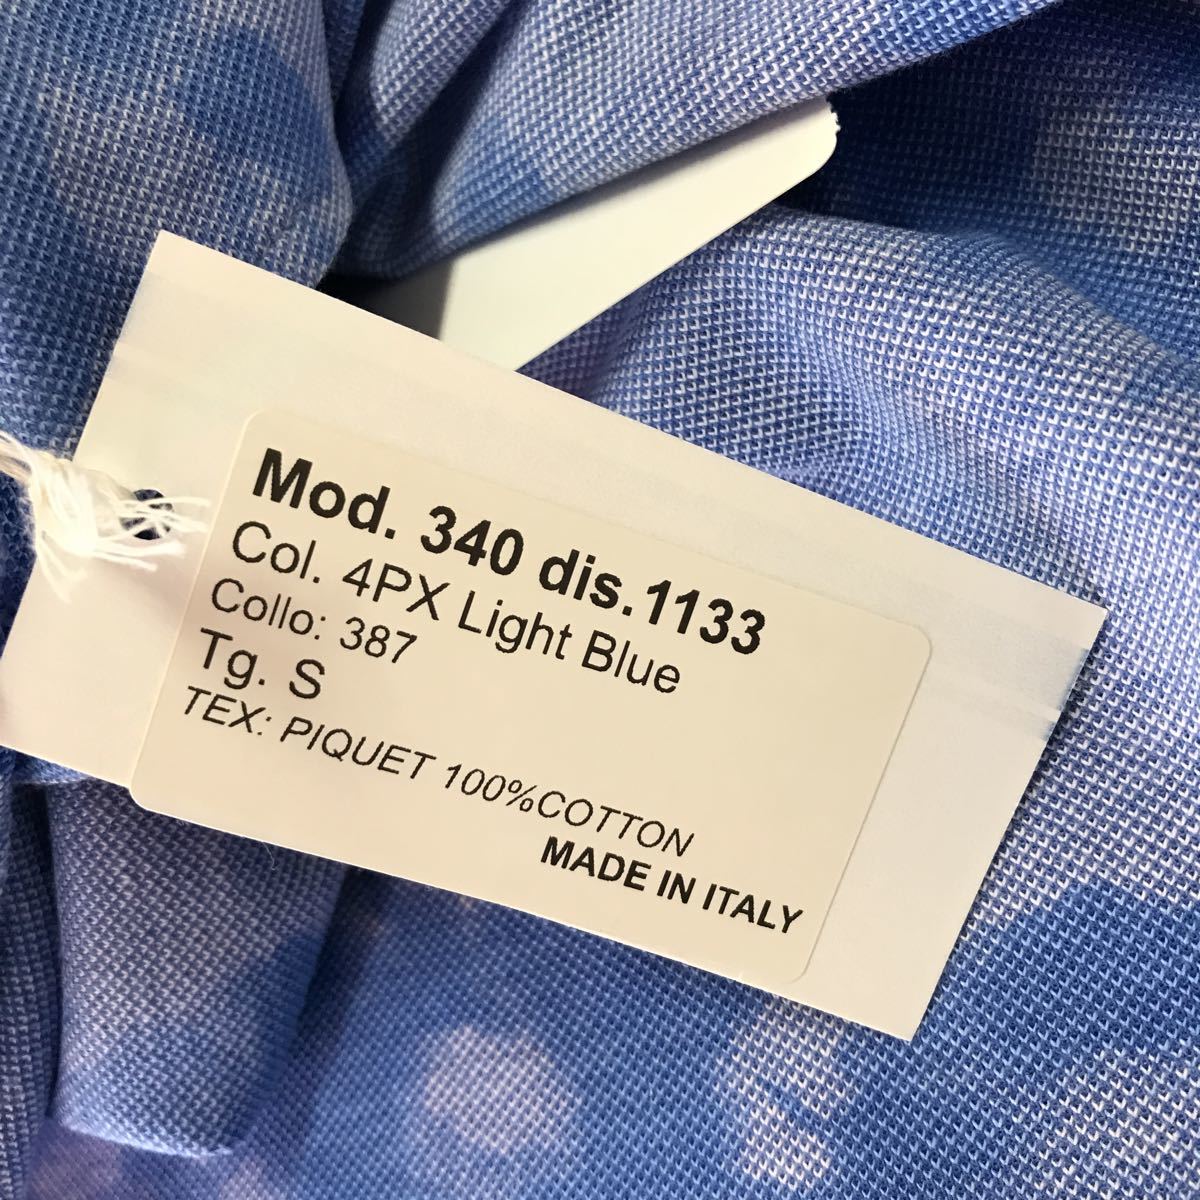 Mod. 340 dis.1133
Col. 4PX Light Blue
Collo: 387
Tg. S
TEX: PIQUET 100%COTTON
MADE IN ITALY